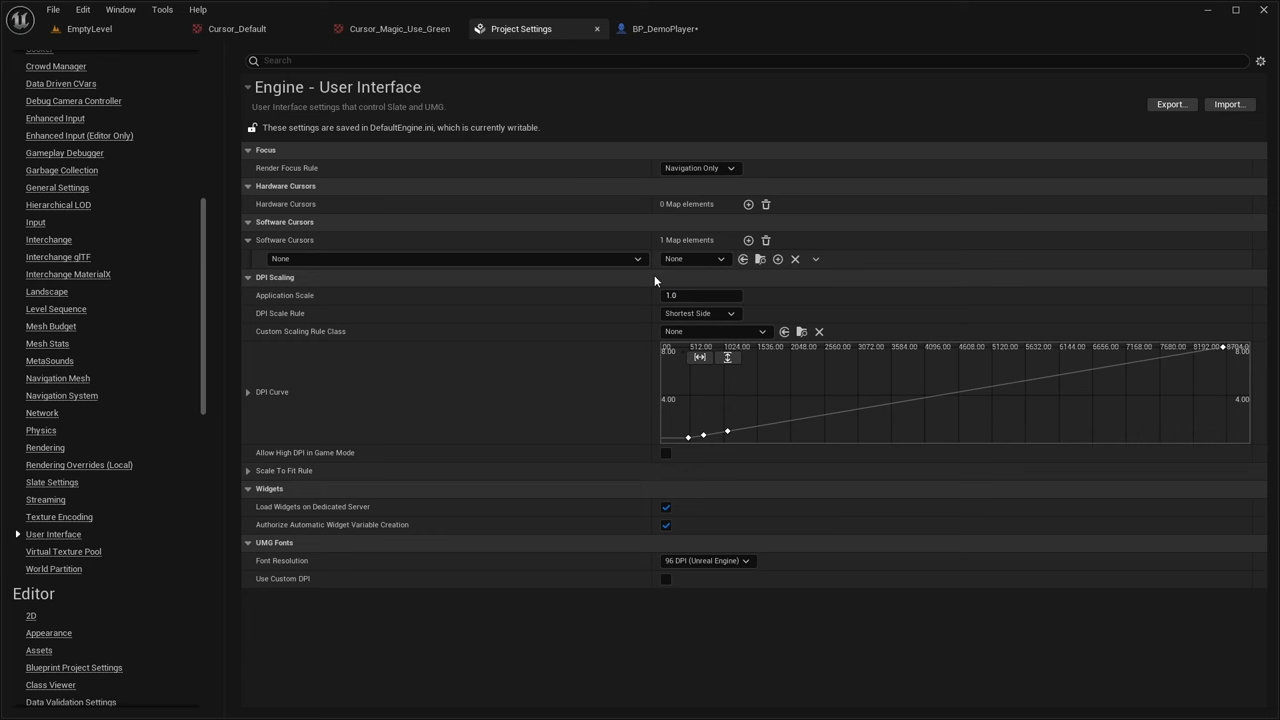 File Edit Window Tools Help
EmptyLevel Cursor_Default Cursor_Magic_Use_Green Project Settings BP_DemoPlayer*
Crowd Manager
Data Driven CVars
Debug Camera Controller
Embedded Input
Enhanced Input (Editor Only)
Gameplay Debugger
Garbage Collection
General Settings
Hierarchical LOD
Input
Interchange
Interchange glTF
Interchange MaterialX
Landscape
Level Sequence
Mesh Budget
Mesh Stats
MetaSounds
Navigation Mesh
Navigation System
Network
Physics
Rendering
Rendering Overrides (Local)
Slate Settings
Streaming
Texture Encoding
User Interface
Virtual Texture Pool
World Partition
Editor
2D
Appearance
Assets
Blueprint Project Settings
Class Viewer
Data Validation Settings
Search
Engine - User Interface
User Interface settings that control Slate and UMG.
Export... Import...
These settings are saved in DefaultEngine.ini, which is currently writable.
Focus
Render Focus Rule Navigation Only
Hardware Cursors
Hardware Cursors 0 Map elements
Software Cursors
Software Cursors 1 Map elements
None None
DPI Scaling
Application Scale 1.0
DPI Scale Rule Shortest Side
Custom Scaling Rule Class None
512.00 1024.00 1536.00 2048.00 2560.00 3072.00 3584.00 4096.00 4608.00 5120.00 5632.00 6144.00 6656.00 7168.00 7680.00 8192.00
8.00 8.00
DPI Curve
4.00 4.00
Allow High DPI in Game Mode
Scale To Fit Rule
Widgets
Load Widgets on Dedicated Server
Authorize Automatic Widget Variable Creation
UMG Fonts
Font Resolution 96 DPI (Unreal Engine)
Use Custom DPI